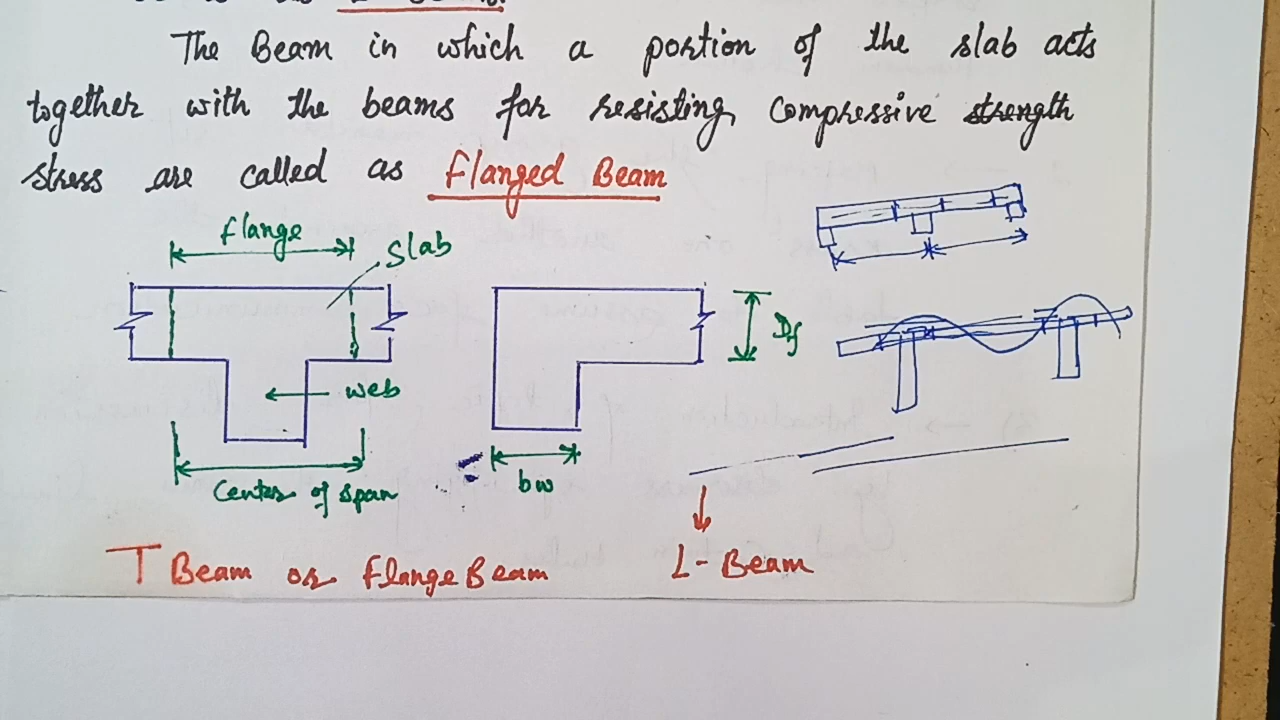 The Beam in which a portion of the slab acts
together with the beams for resisting compressive strength
stress are called as Flanged Beam
flange
Slab
Df
web
Center of span
bw
T Beam or flange Beam
L- Beam